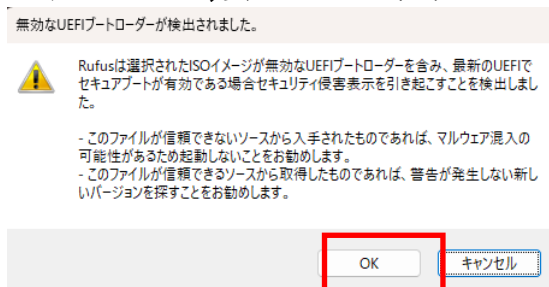 無効なUEFIブートローダーが検出されました。
Rufusは選択されたISOイメージが無効なUEFIブートローダーを含み、最新のUEFIで
セキュアブートが有効である場合セキュリティ侵害表示を引き起こすことを検出しまし
た。
- このファイルが信頼できないソースから入手されたものであれば、マルウェア混入の
可能性があるため起動しないことをお勧めします。
- このファイルが信頼できるソースから取得したものであれば、警告が発生しない新し
いバージョンを探すことをお勧めします。
OK
キャンセル